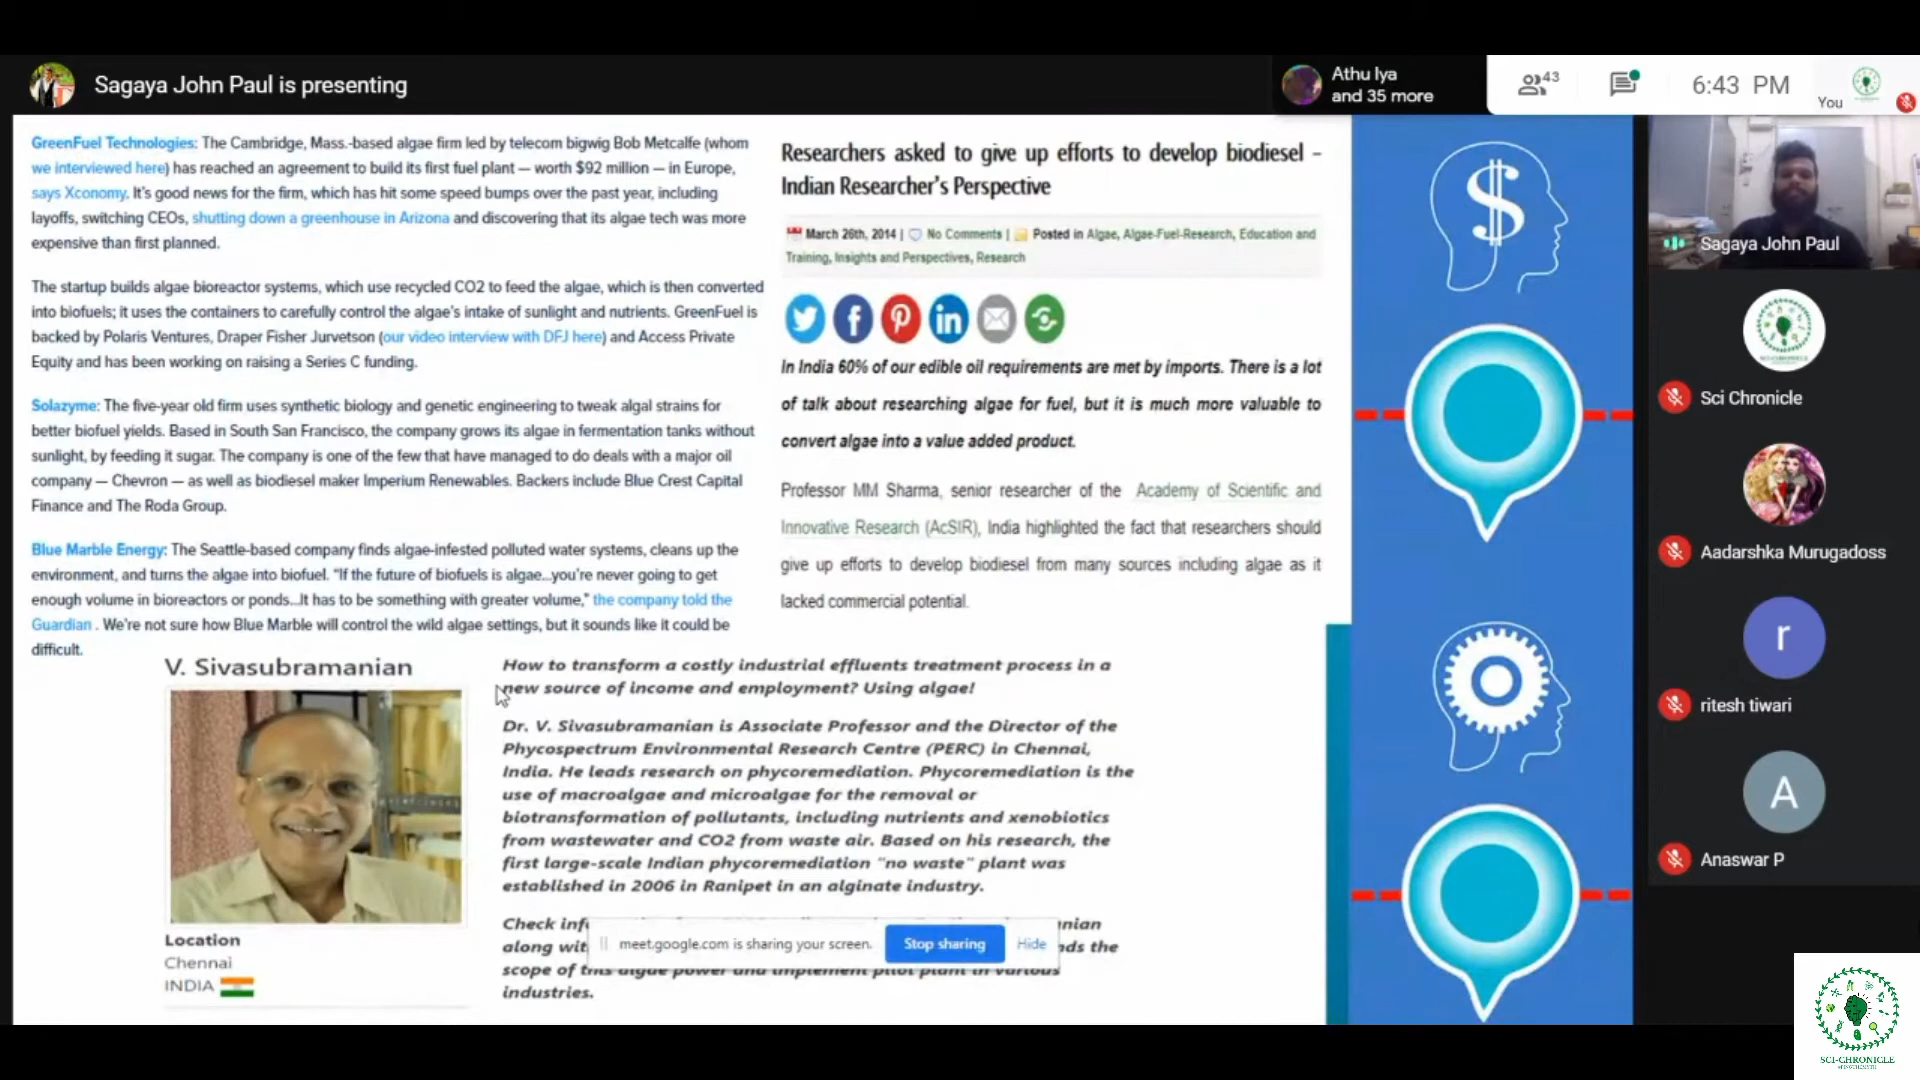 Sagaya John Paul is presenting
Athu Iya
and 35 more
43
6:43 PM
You
GreenFuel Technologies: The Cambridge, Mass.-based algae firm led by telecom bigwig Bob Metcalfe (whom
we interviewed here) has reached an agreement to build its first fuel plant — worth $92 million — in Europe,
says Xconomy. It's good news for the firm, which has hit some speed bumps over the past year, including
layoffs, switching CEOs, shutting down a greenhouse in Arizona and discovering that its algae tech was more
expensive than first planned.
The startup builds algae bioreactor systems, which use recycled CO2 to feed the algae, which is then converted
into biofuels; it uses the containers to carefully control the algae's intake of sunlight and nutrients. GreenFuel is
backed by Polaris Ventures, Draper Fisher Jurvetson (our video interview with DFJ here) and Access Private
Equity and has been working on raising a Series C funding.
Solazyme: The five-year old firm uses synthetic biology and genetic engineering to tweak algal strains for
better biofuel yields. Based in South San Francisco, the company grows its algae in fermentation tanks without
sunlight, by feeding it sugar. The company is one of the few that have managed to do deals with a major oil
company — Chevron — as well as biodiesel maker Imperium Renewables. Backers include Blue Crest Capital
Finance and The Roda Group.
Blue Marble Energy: The Seattle-based company finds algae-infested polluted water systems, cleans up the
environment, and turns the algae into biofuel. "If the future of biofuels is algae...you're never going to get
enough volume in bioreactors or ponds...It has to be something with greater volume," the company told the
Guardian . We're not sure how Blue Marble will control the wild algae settings, but it sounds like it could be
difficult.
Researchers asked to give up efforts to develop biodiesel –
Indian Researcher's Perspective
March 26th, 2014 | No Comments | Posted in Algae, Algae-Fuel-Research, Education and
Training, Insights and Perspectives, Research
In India 60% of our edible oil requirements are met by imports. There is a lot
of talk about researching algae for fuel, but it is much more valuable to
convert algae into a value added product.
Professor MM Sharma, senior researcher of the Academy of Scientific and
Innovative Research (AcSIR), India highlighted the fact that researchers should
give up efforts to develop biodiesel from many sources including algae as it
lacked commercial potential.
V. Sivasubramanian
Location
Chennai
INDIA
How to transform a costly industrial effluents treatment process in a
new source of income and employment? Using algae!
Dr. V. Sivasubramanian is Associate Professor and the Director of the
Phycospectrum Environmental Research Centre (PERC) in Chennai,
India. He leads research on phycoremediation. Phycoremediation is the
use of macroalgae and microalgae for the removal or
biotransformation of pollutants, including nutrients and xenobiotics
from wastewater and CO2 from waste air. Based on his research, the
first large-scale Indian phycoremediation "no waste" plant was
established in 2006 in Ranipet in an alginate industry.
Check
along the
scope of this algae power and implement pilot plant in various
industries.
meet.google.com is sharing your screen.
Stop sharing
Hide
$
Sagaya John Paul
SCI-CHRONICLE
Sci Chronicle
Aadarshka Murugadoss
r
ritesh tiwari
A
Anaswar P
SCI-CHRONICLE